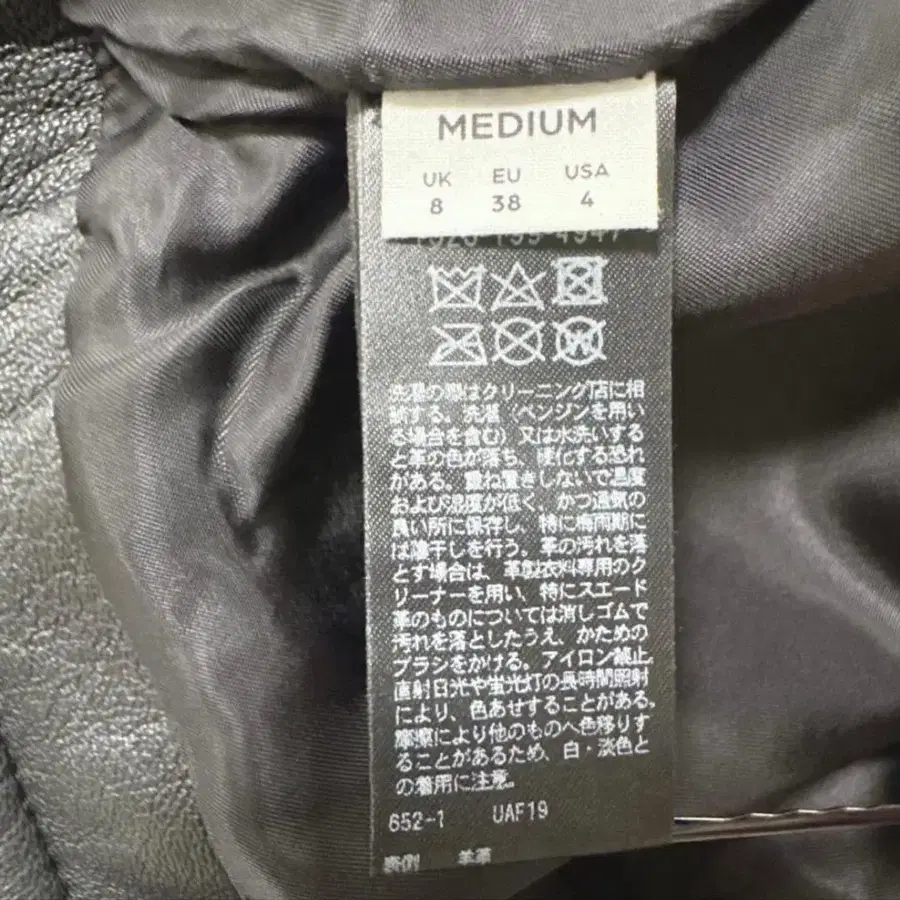 MEDIUM
UK EU USA
8 38 4
洗濯の際はクリーニング店に相
談する。洗濯（ベンジンを用い
る場合を含む）又は水洗いする
と革の色が落ち、硬化する恐れ
がある。重ね置きしないで温度
および湿度が低く、かつ通気の
良い所に保存し、特に梅雨期に
は陰干しを行う。革の汚れを落
とす場合は、革製衣料専用のク
リーナーを用い、特にスエード
革のものについては消しゴムで
汚れを落としたうえ、かための
ブラシをかける。アイロン禁止。
直射日光や蛍光灯の長時間照射
により、色あせすることがある。
摩擦により他のものへ色移りす
ることがあるため、白・淡色と
の着用に注意。
652-1 UAF19
表側 羊革